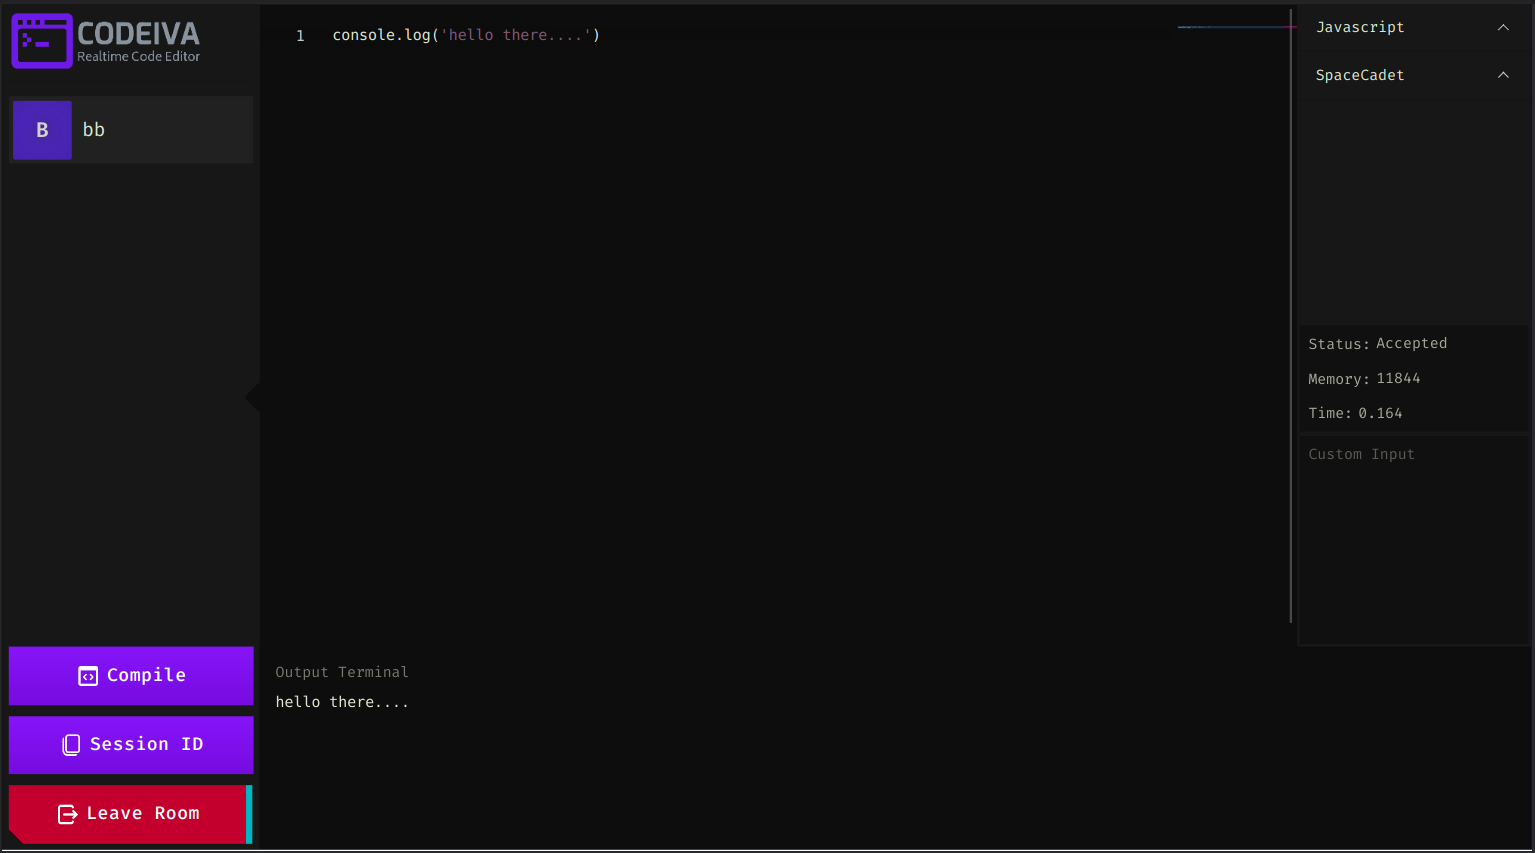 CODEIVA
Realtime Code Editor
B bb
Compile
Session ID
Leave Room
1 console.log('hello there....')
Output Terminal
hello there....
Javascript
SpaceCadet
Status: Accepted
Memory: 11844
Time: 0.164
Custom Input